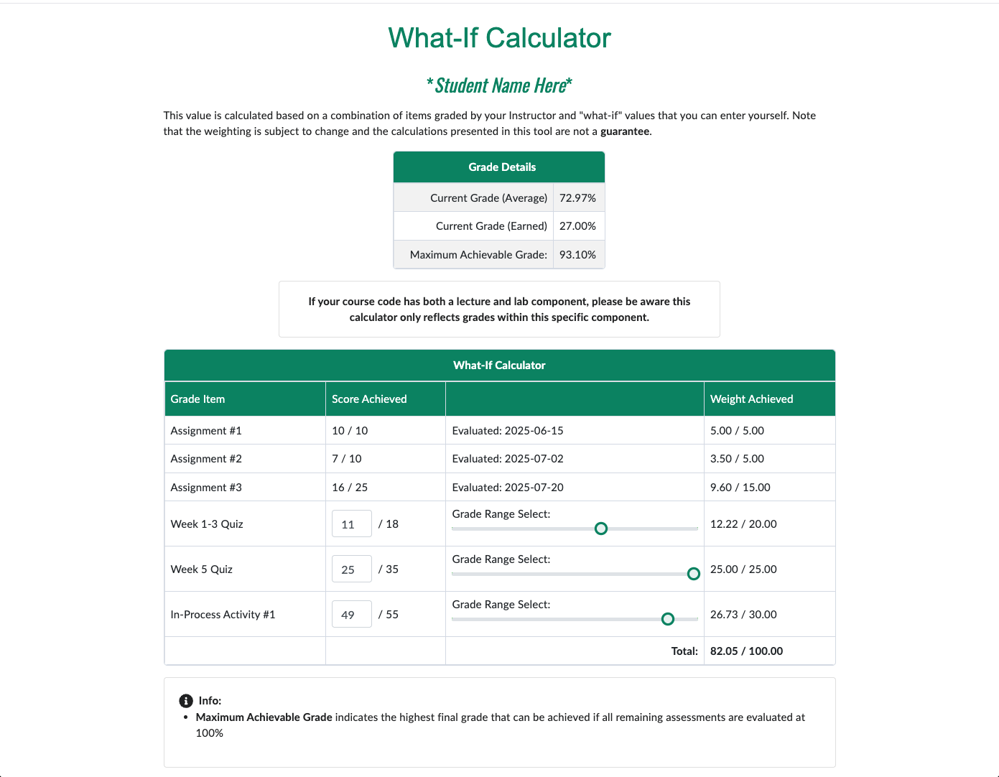 What-If Calculator
*Student Name Here*
This value is calculated based on a combination of items graded by your Instructor and "what-if" values that you can enter yourself. Note
that the weighting is subject to change and the calculations presented in this tool are not a guarantee.
Grade Details
Current Grade (Average) 72.97%
Current Grade (Earned) 27.00%
Maximum Achievable Grade: 93.10%
If your course code has both a lecture and lab component, please be aware this
calculator only reflects grades within this specific component.
What-If Calculator
Grade Item Score Achieved Weight Achieved
Assignment #1 10 / 10 Evaluated: 2025-06-15 5.00 / 5.00
Assignment #2 7 / 10 Evaluated: 2025-07-02 3.50 / 5.00
Assignment #3 16 / 25 Evaluated: 2025-07-20 9.60 / 15.00
Week 1-3 Quiz 11 / 18 Grade Range Select: 12.22 / 20.00
Week 5 Quiz 25 / 35 Grade Range Select: 25.00 / 25.00
In-Process Activity #1 49 / 55 Grade Range Select: 26.73 / 30.00
Total: 82.05 / 100.00
Info:
• Maximum Achievable Grade indicates the highest final grade that can be achieved if all remaining assessments are evaluated at
100%